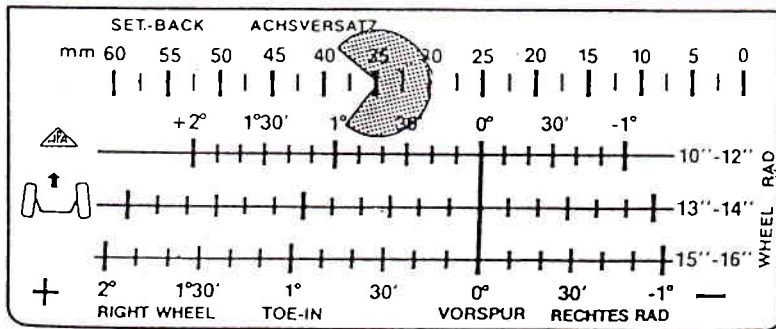 SET.-BACK ACHSVERSATZ
mm 60 55 50 45 40 35 30 25 20 15 10 5 0
+2° 1°30′ 1° 30′ 0° 30′ -1°
10′′-12′′
13′′-14′′
15′′-16′′
WHEEL RAD
+ 2° 1°30′ 1° 30′ 0° 30′ -1° —
RIGHT WHEEL TOE-IN VORSPUR RECHTES RAD